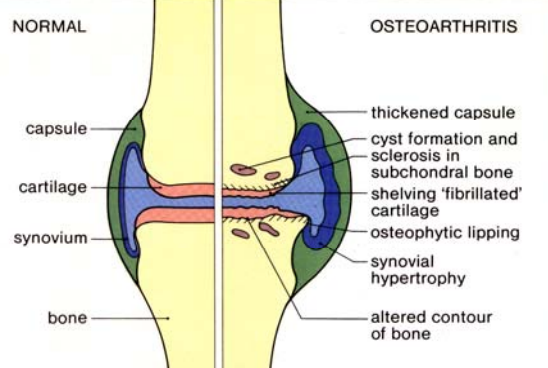 NORMAL
OSTEOARTHRITIS
capsule
cartilage
synovium
bone
thickened capsule
cyst formation and
sclerosis in
subchondral bone
shelving 'fibrillated'
cartilage
osteophytic lipping
synovial
hypertrophy
altered contour
of bone